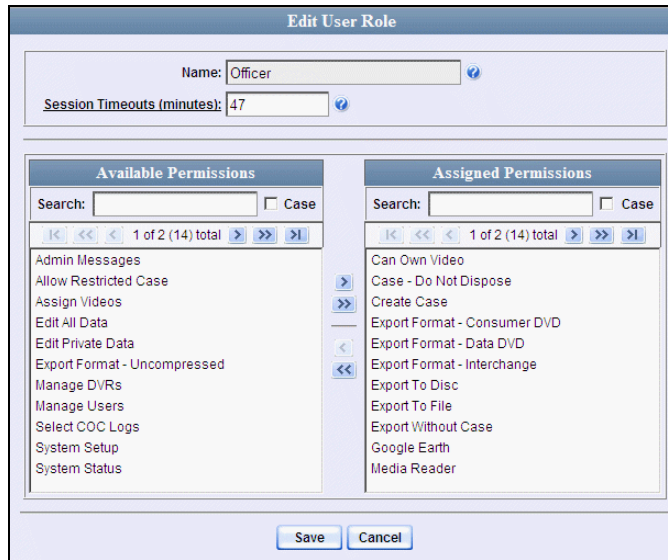 Edit User Role
Name: Officer
Session Timeouts (minutes): 47
Available Permissions
Search: Case
1 of 2 (14) total
Admin Messages
Allow Restricted Case
Assign Videos
Edit All Data
Edit Private Data
Export Format - Uncompressed
Manage DVRs
Manage Users
Select COC Logs
System Setup
System Status
Assigned Permissions
Search: Case
1 of 2 (14) total
Can Own Video
Case - Do Not Dispose
Create Case
Export Format - Consumer DVD
Export Format - Data DVD
Export Format - Interchange
Export To Disc
Export To File
Export Without Case
Google Earth
Media Reader
Save Cancel